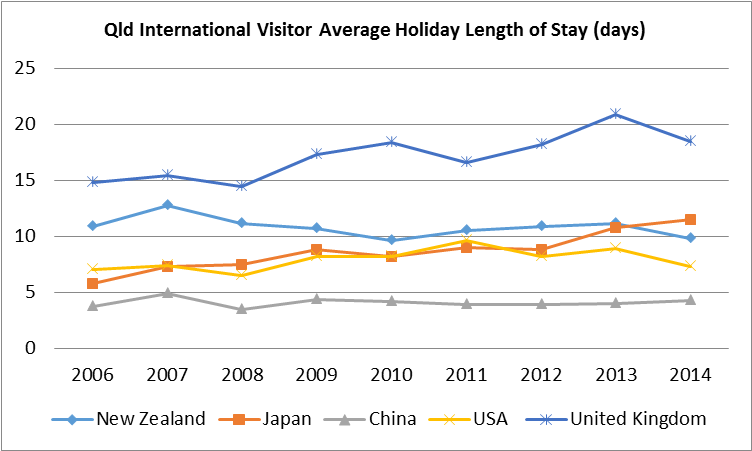 Qld International Visitor Average Holiday Length of Stay (days)
25
20
15
10
5
0
2006 2007 2008 2009 2010 2011 2012 2013 2014
New Zealand Japan China USA United Kingdom